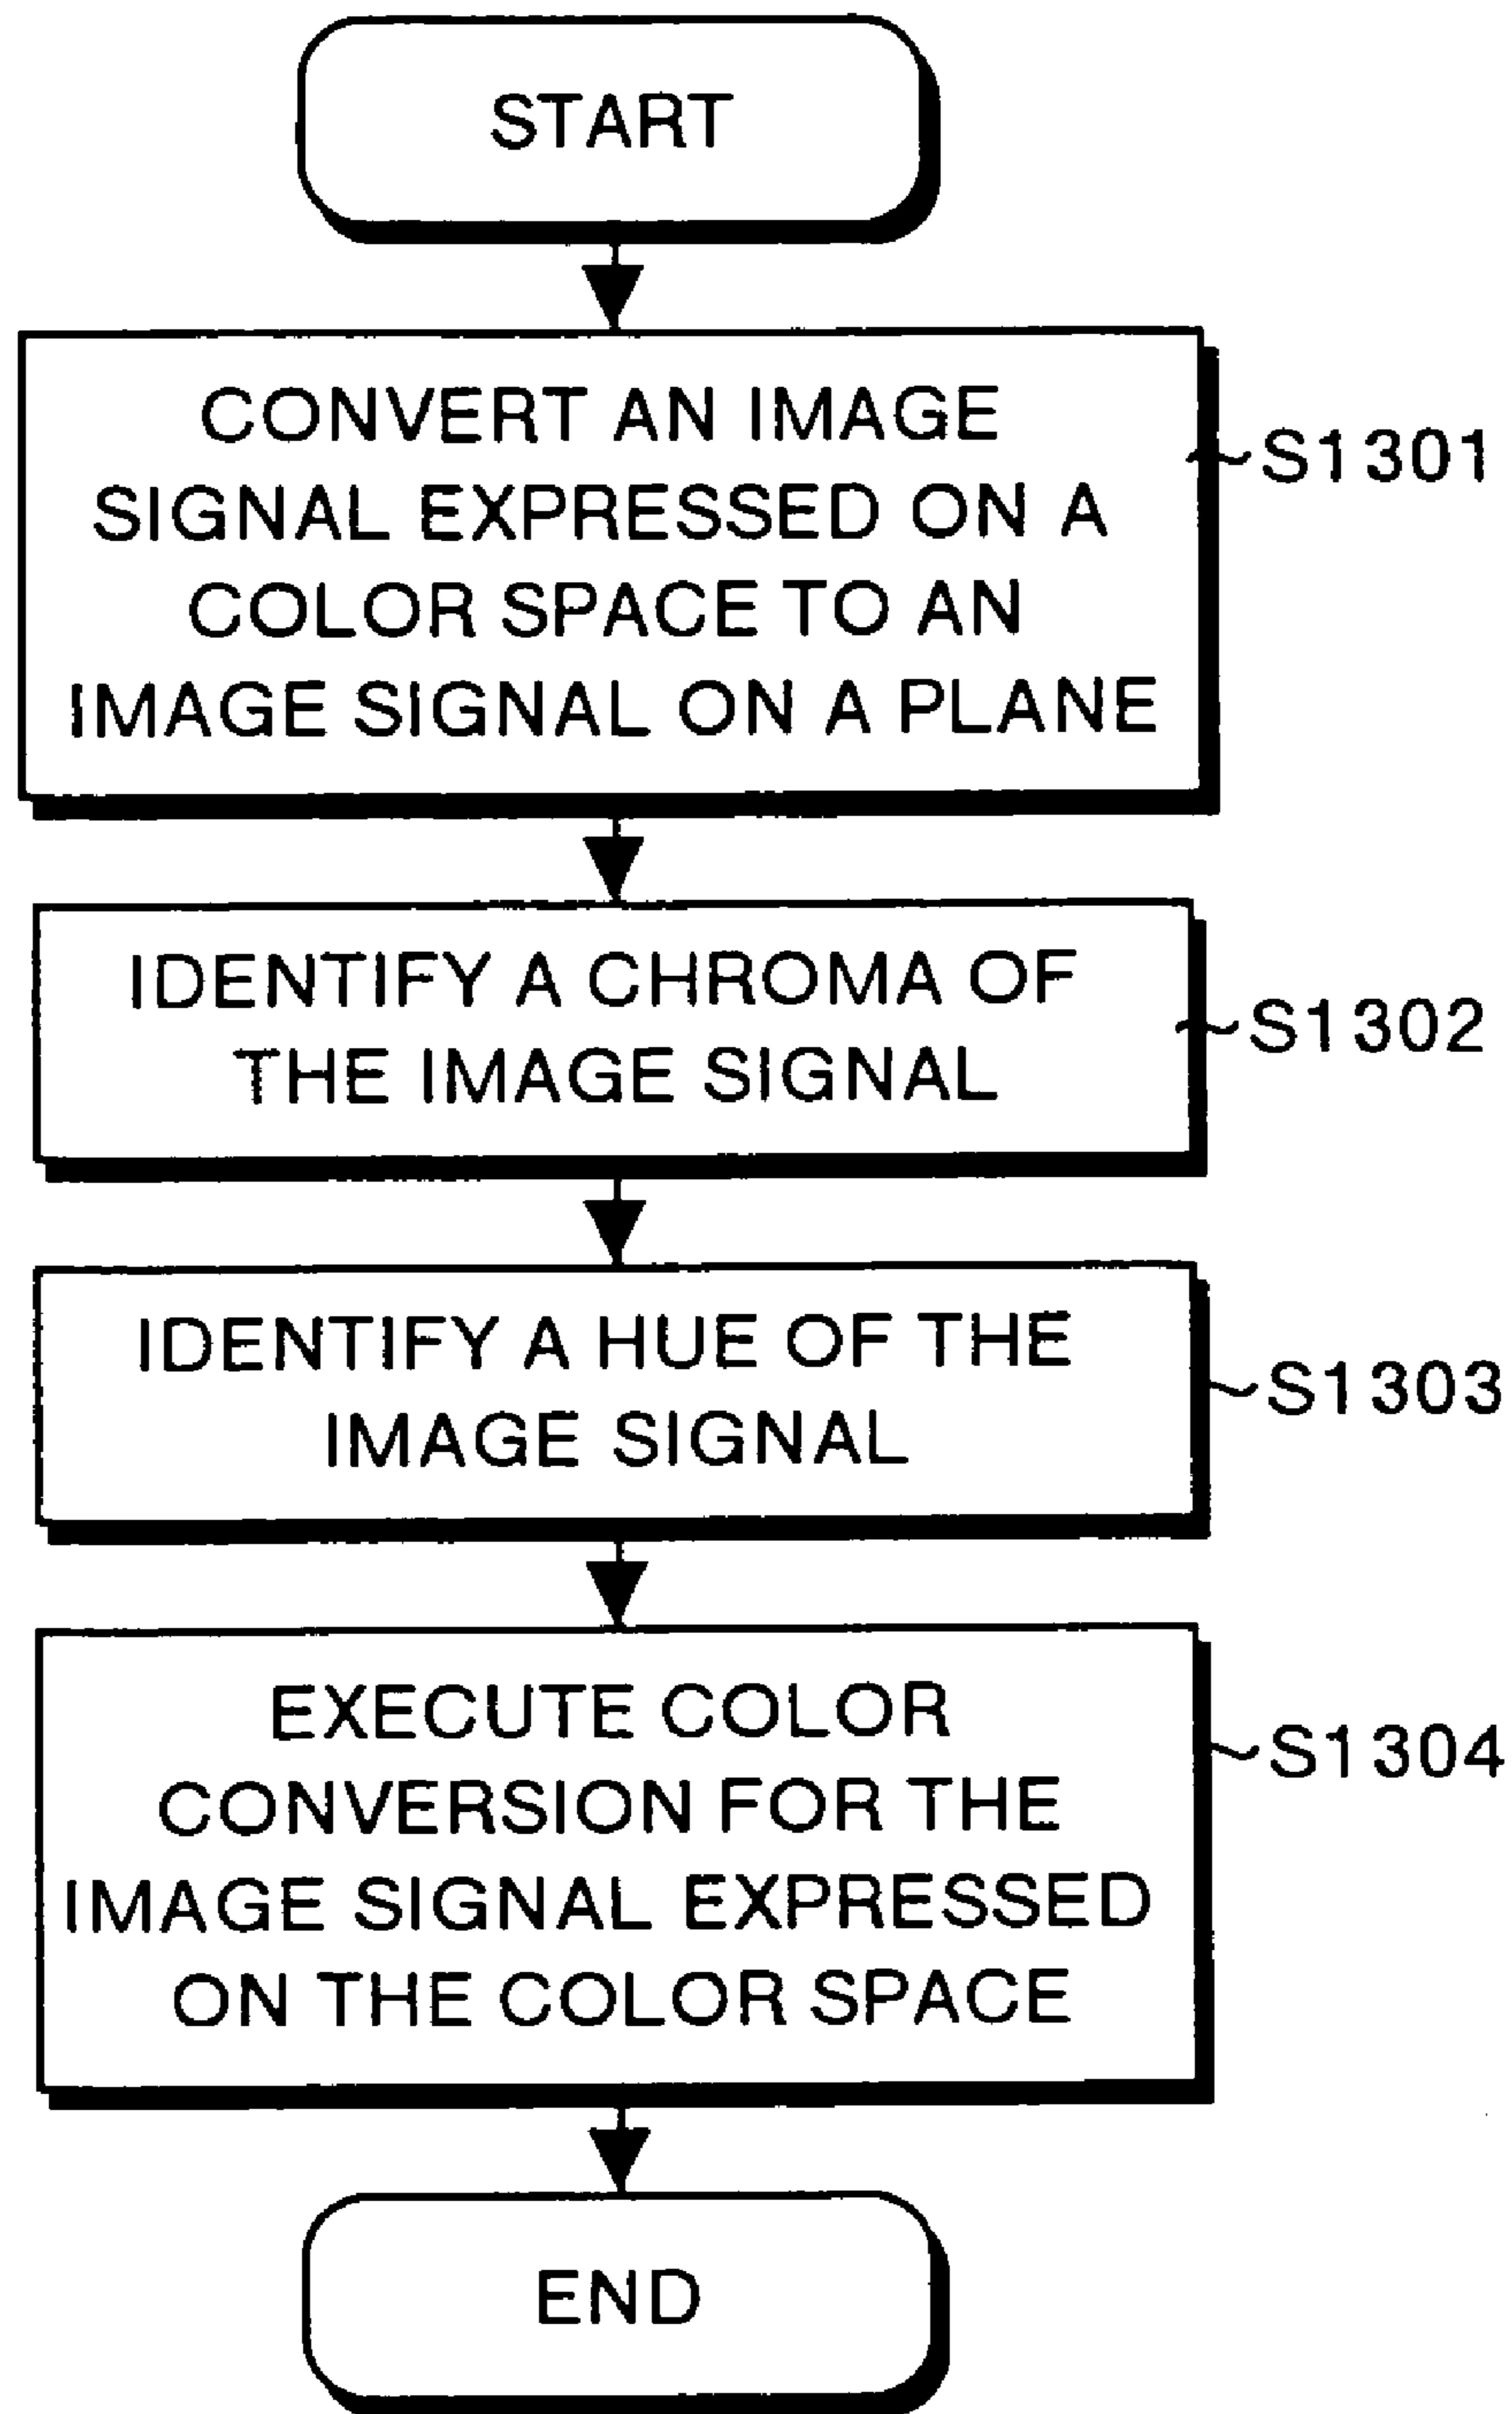 START
CONVERT AN IMAGE
SIGNAL EXPRESSED ON A
COLOR SPACE TO AN
IMAGE SIGNAL ON A PLANE
S1301
IDENTIFY A CHROMA OF
THE IMAGE SIGNAL
S1302
IDENTIFY A HUE OF THE
IMAGE SIGNAL
S1303
EXECUTE COLOR
CONVERSION FOR THE
IMAGE SIGNAL EXPRESSED
ON THE COLOR SPACE
S1304
END